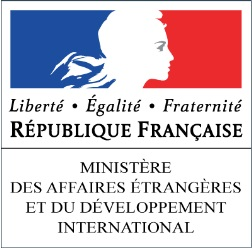 Liberté • Égalité • Fraternité
RÉPUBLIQUE FRANÇAISE
MINISTÈRE
DES AFFAIRES ÉTRANGÈRES
ET DU DÉVELOPPEMENT
INTERNATIONAL